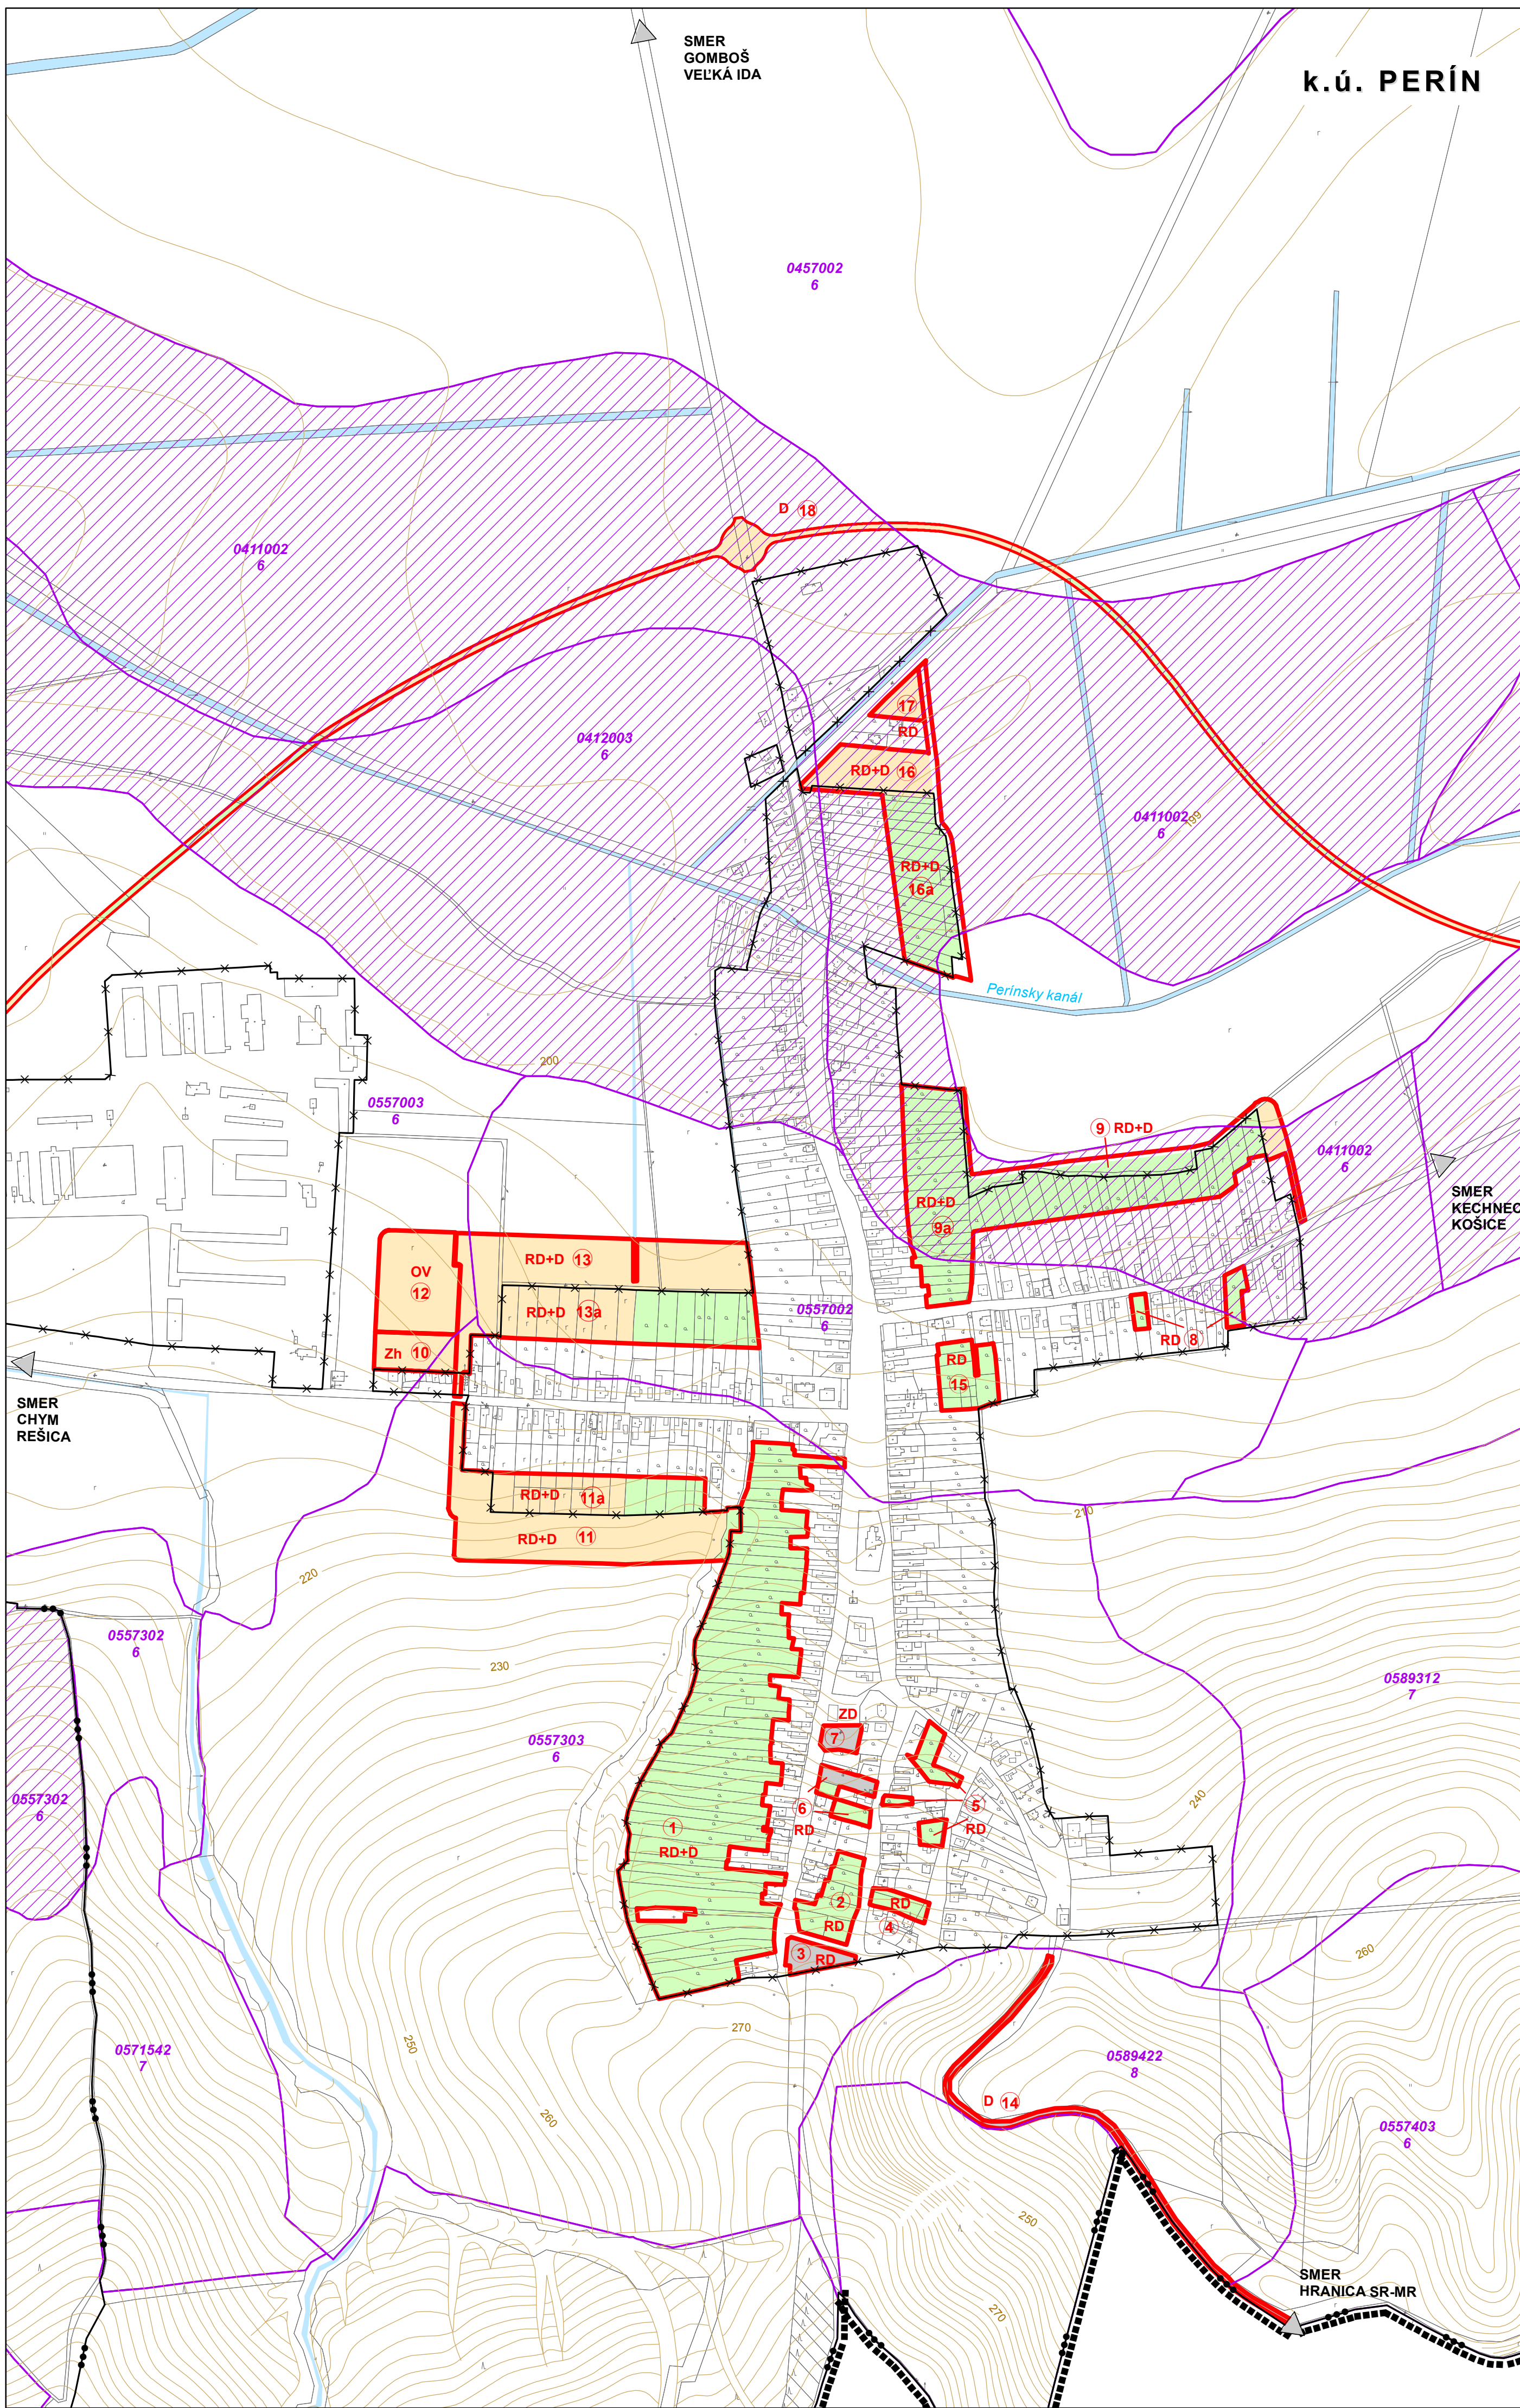 SMER
GOMBOŠ
VEĽKÁ IDA
k.ú. PERÍN
0457002
6
D 18
0411002
6
17
RD
0412003
6
RD+D 16
0411002
6
199
RD+D
16a
Perínsky kanál
200
0557003
6
9 RD+D
0411002
6
SMER
KECHNEC
KOŠICE
RD+D
9a
OV
12
RD+D 13
RD+D 13a
0557002
6
RD 8
Zh 10
RD
15
SMER
CHYM
REŠICA
RD+D 11a
RD+D 11
210
220
0557302
6
230
0589312
7
0557303
6
ZD
7
0557302
6
240
6
RD
5
RD
1
RD+D
2
RD
RD
4
3 RD
260
270
250
0571542
7
0589422
8
D 14
260
0557403
6
250
SMER
HRANICA SR-MR
270